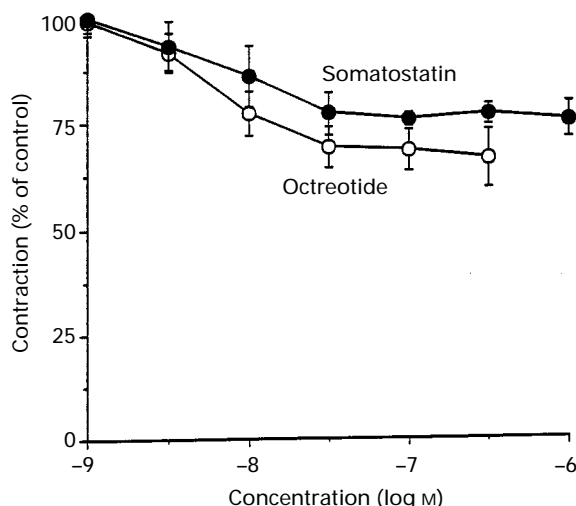 100
75
50
25
0
Contraction (% of control)
Somatostatin
Octreotide
−9
−8
−7
−6
Concentration (log M)